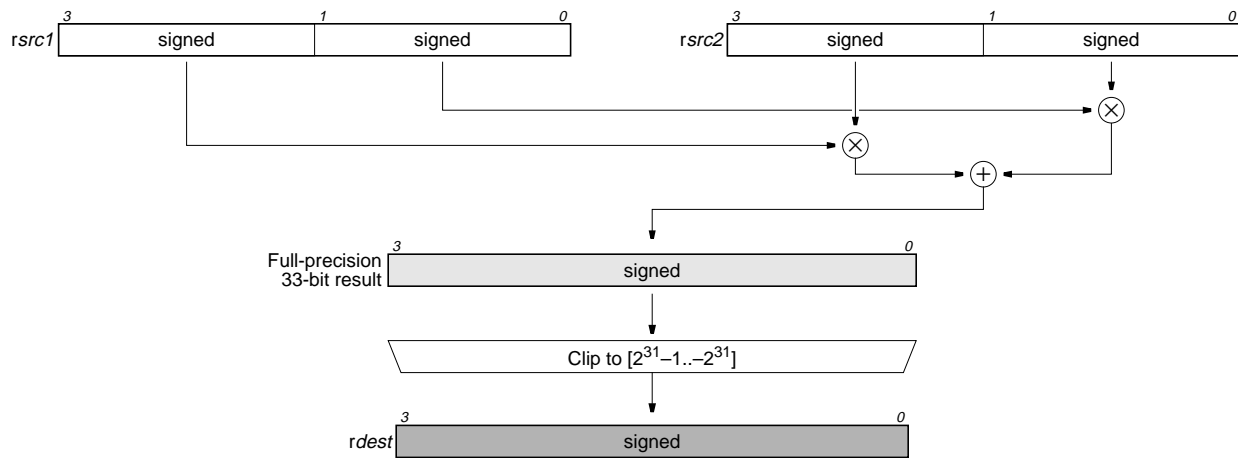 3 1 0 3 1 0
rsrc1 signed signed rsrc2 signed signed
× ×
+
3 0
Full-precision
33-bit result signed
Clip to [2³¹–1..–2³¹]
3 0
rdest signed